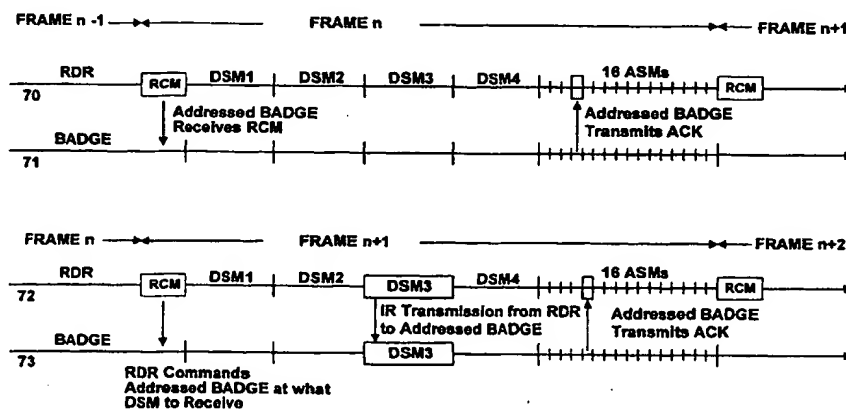 FRAME n -1 FRAME n FRAME n+1
RDR RCM DSM1 DSM2 DSM3 DSM4 16 ASMs RCM
70
Addressed BADGE
Receives RCM
Addressed BADGE
Transmits ACK
BADGE
71
FRAME n FRAME n+1 FRAME n+2
RDR RCM DSM1 DSM2 DSM3 DSM4 16 ASMs RCM
72
IR Transmission from RDR
to Addressed BADGE
Addressed BADGE
Transmits ACK
BADGE DSM3
73
RDR Commands
Addressed BADGE at what
DSM to Receive